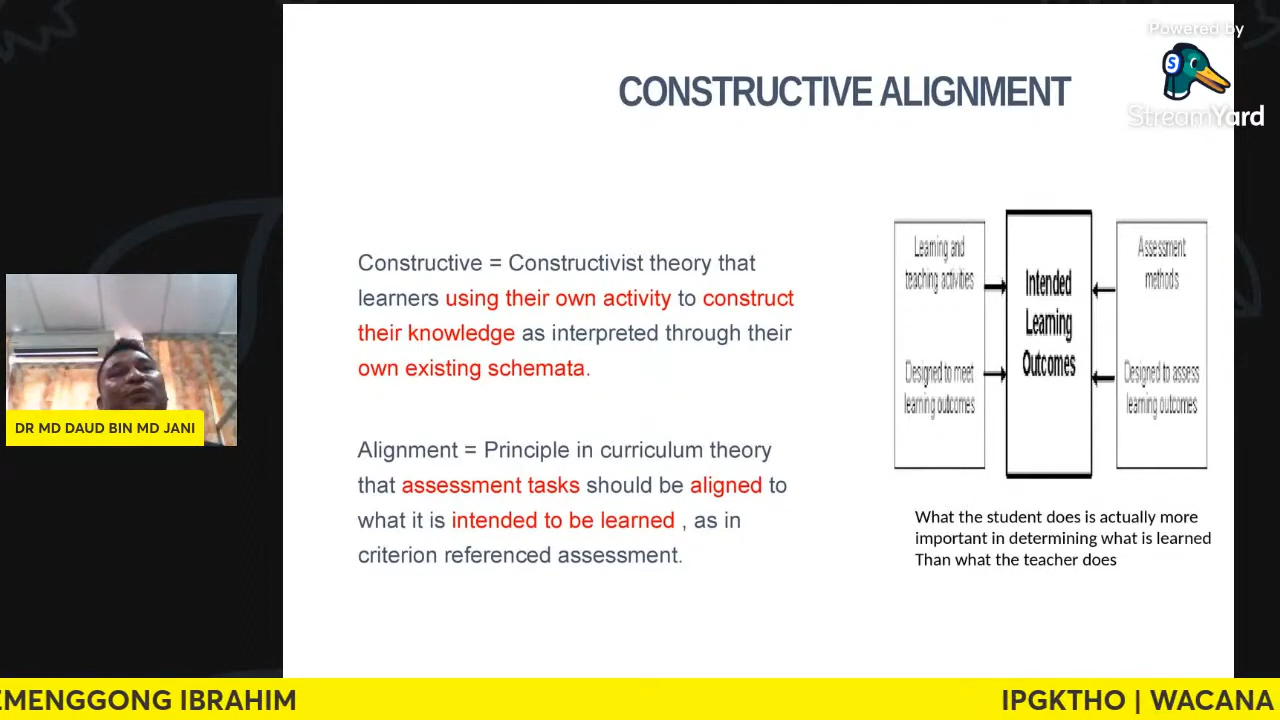 Powered by
S
StreamYard
CONSTRUCTIVE ALIGNMENT
Constructive = Constructivist theory that
learners using their own activity to construct
their knowledge as interpreted through their
own existing schemata.
Alignment = Principle in curriculum theory
that assessment tasks should be aligned to
what it is intended to be learned , as in
criterion referenced assessment.
Learning and
teaching activities
Designed to meet
learning outcomes
Intended
Learning
Outcomes
Assessment
methods
Designed to assess
learning outcomes
What the student does is actually more
important in determining what is learned
Than what the teacher does
DR MD DAUD BIN MD JANI
EMENGGONG IBRAHIM
IPGKTHO | WACANA